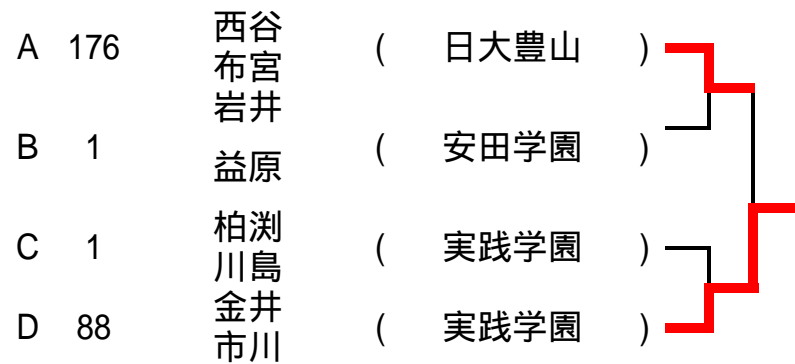 A 176 西谷 ( 日大豊山 )
布宮
岩井
B 1 ( 安田学園 )
益原
柏渕
C 1 ( 実践学園 )
川島
金井
D 88 ( 実践学園 )
市川